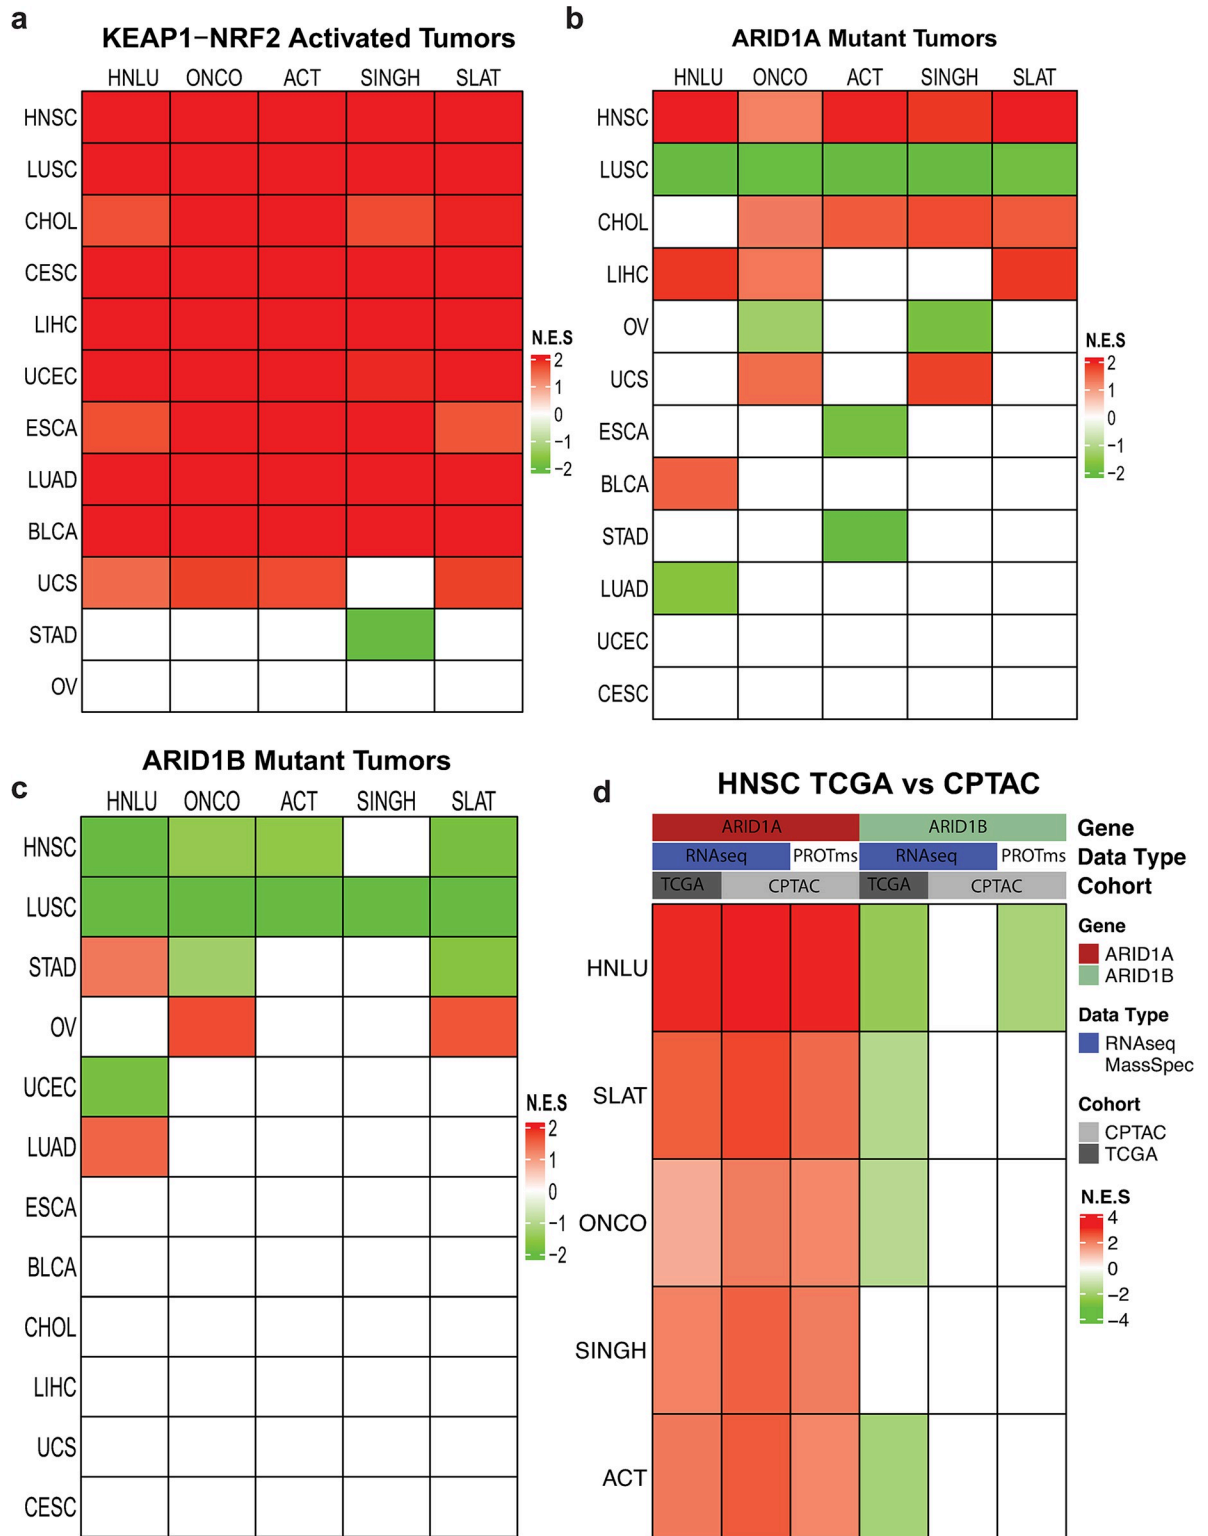 a
KEAP1−NRF2 Activated Tumors
HNLU ONCO ACT SINGH SLAT
HNSC
LUSC
CHOL
CESC
LIHC
UCEC
ESCA
LUAD
BLCA
UCS
STAD
OV
N.E.S
2
1
0
−1
−2
b
ARID1A Mutant Tumors
HNLU ONCO ACT SINGH SLAT
HNSC
LUSC
CHOL
LIHC
OV
UCS
ESCA
BLCA
STAD
LUAD
UCEC
CESC
N.E.S
2
1
0
−1
−2
c
ARID1B Mutant Tumors
HNLU ONCO ACT SINGH SLAT
HNSC
LUSC
STAD
OV
UCEC
LUAD
ESCA
BLCA
CHOL
LIHC
UCS
CESC
N.E.S
2
1
0
−1
−2
d
HNSC TCGA vs CPTAC
ARID1A ARID1B Gene
RNAseq PROTms RNAseq PROTms Data Type
TCGA CPTAC TCGA CPTAC Cohort
HNLU
SLAT
ONCO
SINGH
ACT
Gene
ARID1A
ARID1B
Data Type
RNAseq
MassSpec
Cohort
CPTAC
TCGA
N.E.S
4
2
0
−2
−4